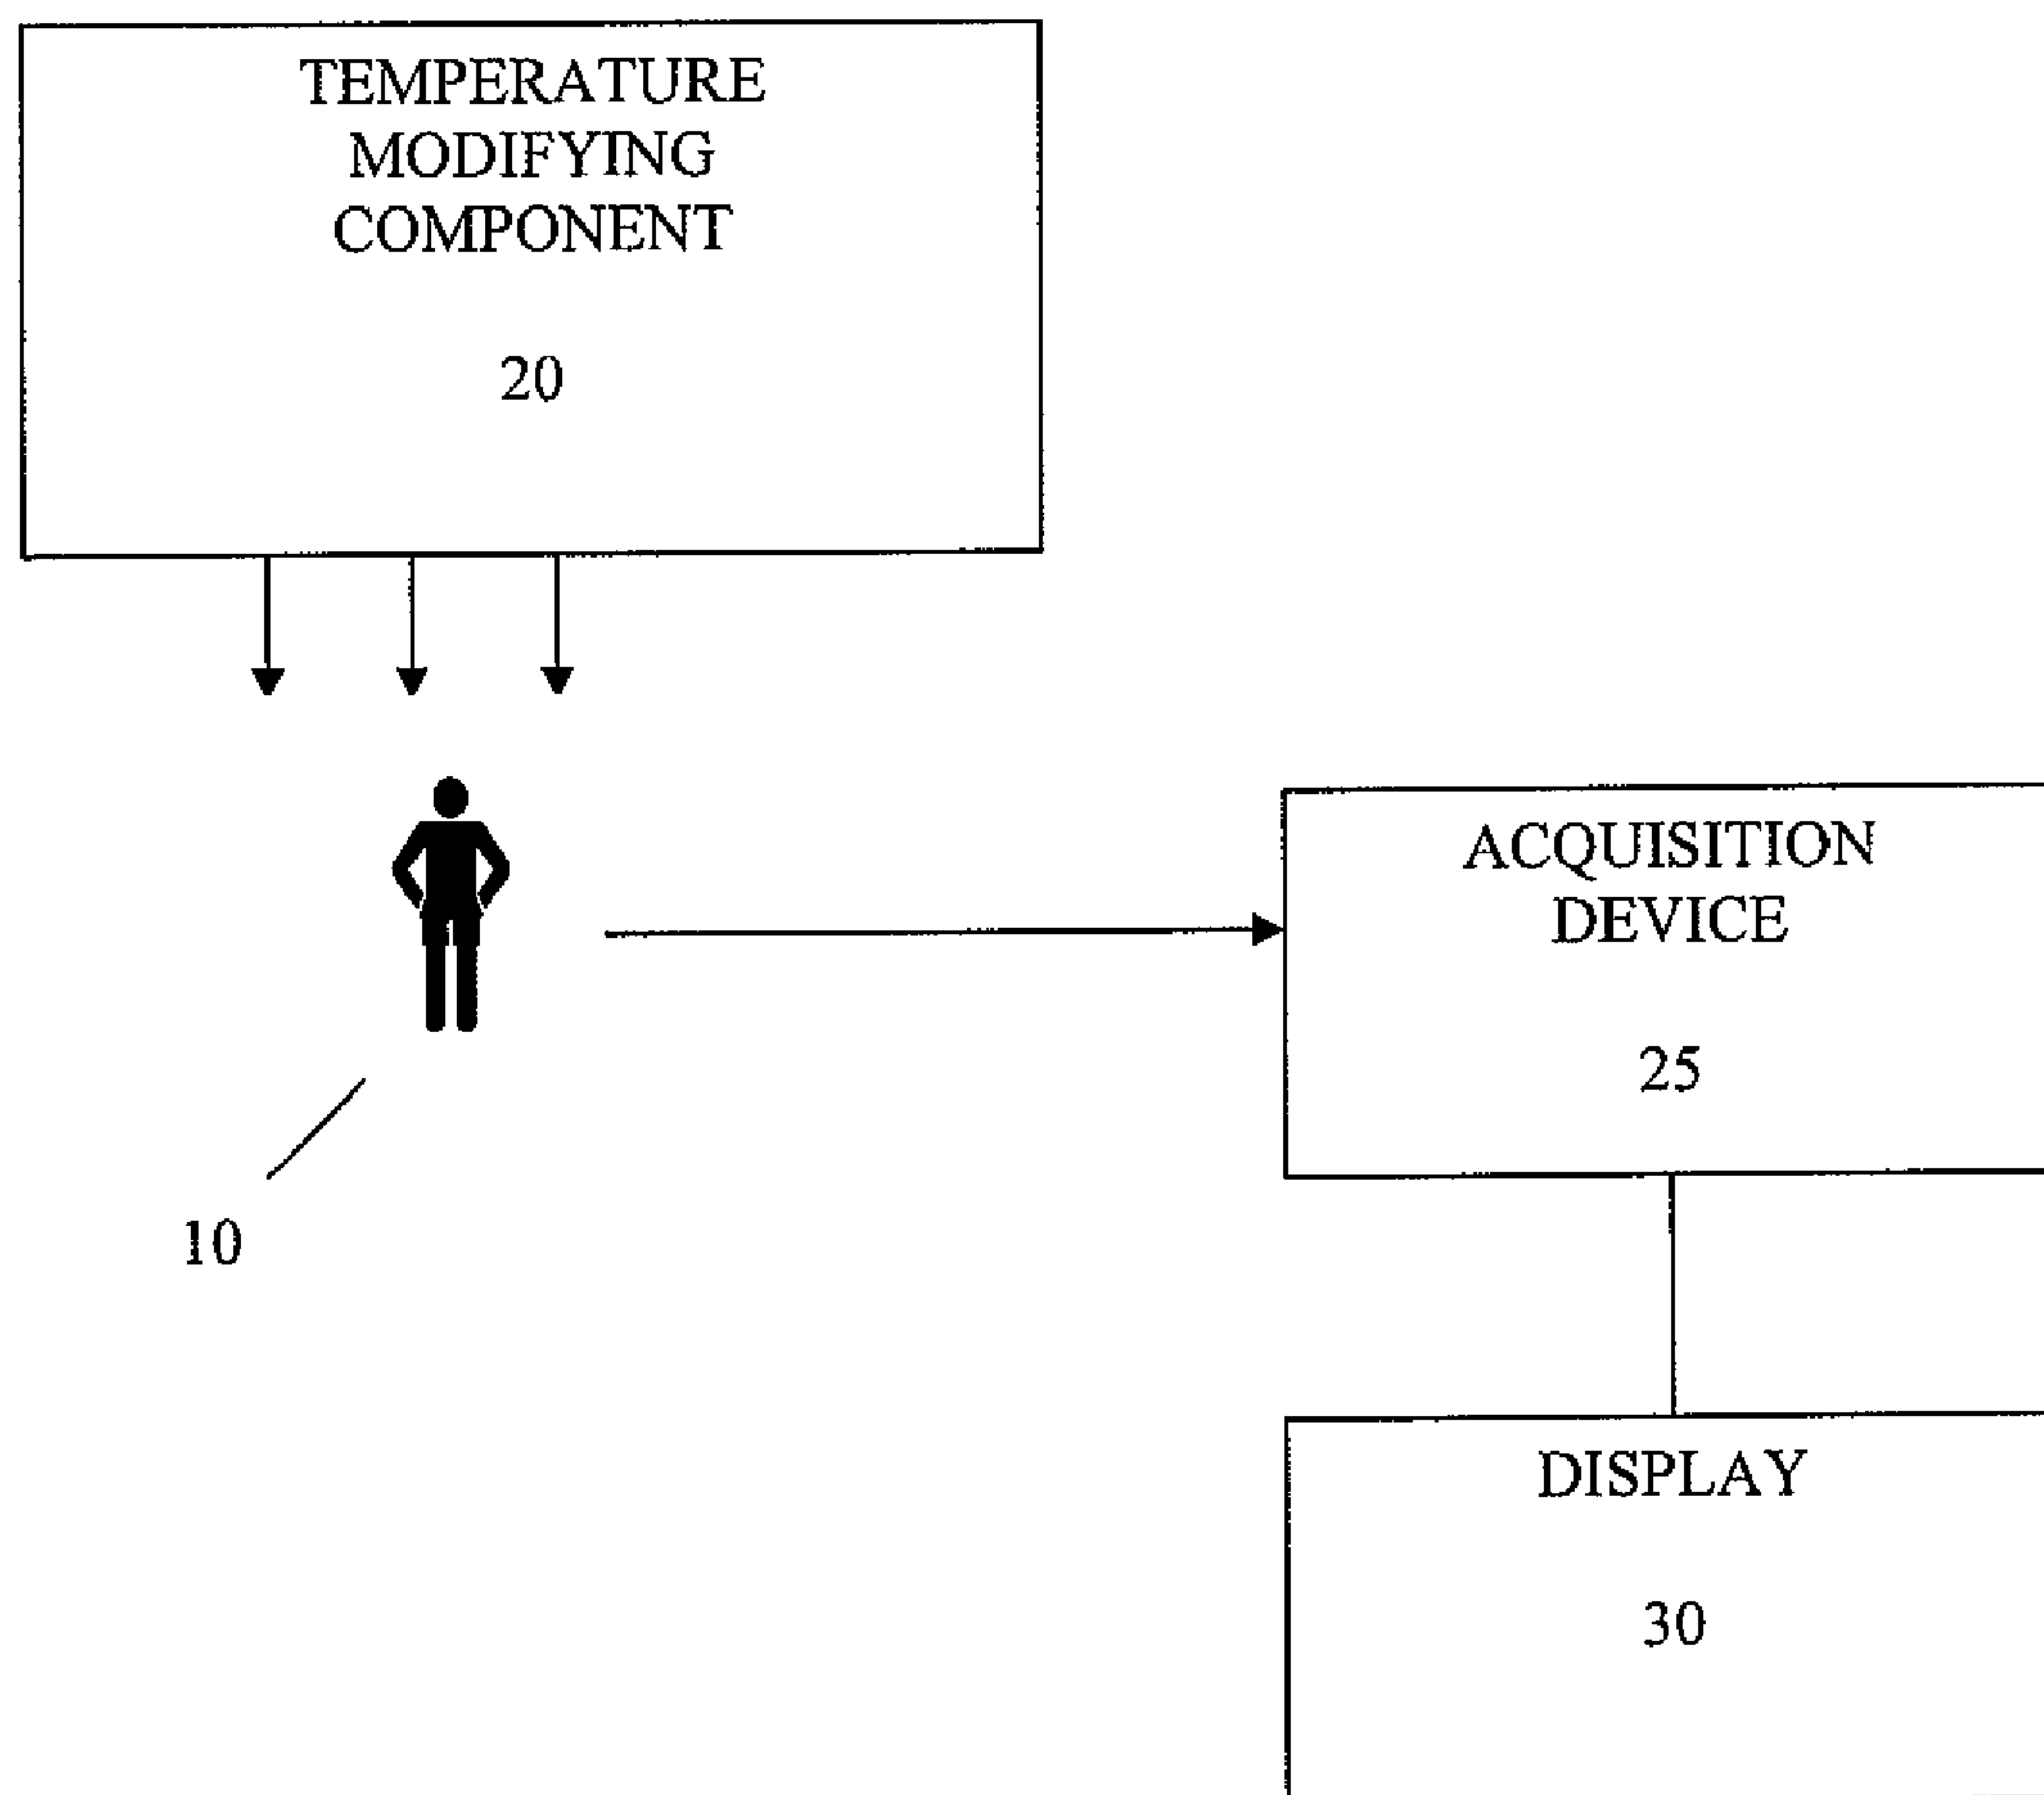 TEMPERATURE
MODIFYING
COMPONENT
20
ACQUISITION
DEVICE
25
10
DISPLAY
30